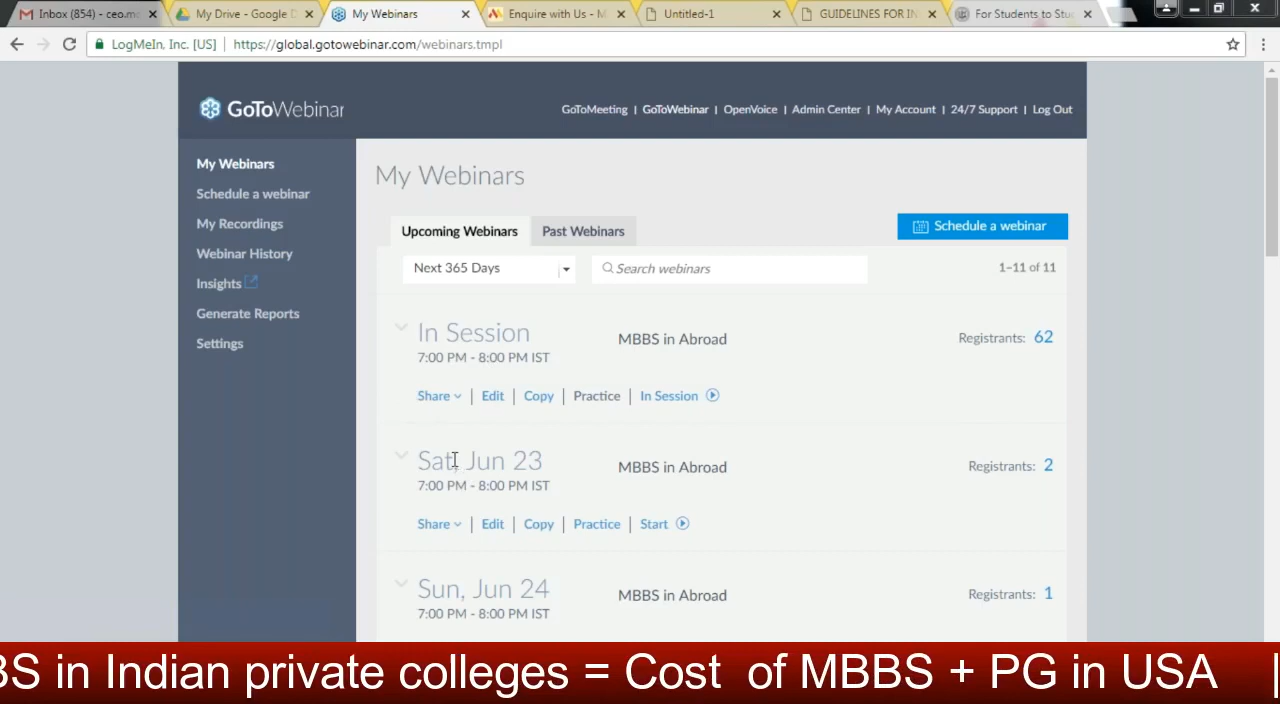 Inbox (854) - ceo.m
My Drive - Google D
My Webinars
Enquire with Us - M
Untitled-1
GUIDELINES FOR IN
For Students to Stu
LogMeIn, Inc. [US] | https://global.gotowebinar.com/webinars.tmpl
GoToWebinar
GoToMeeting | GoToWebinar | OpenVoice | Admin Center | My Account | 24/7 Support | Log Out
My Webinars
Schedule a webinar
My Recordings
Webinar History
Insights
Generate Reports
Settings
My Webinars
Upcoming Webinars
Past Webinars
Schedule a webinar
Next 365 Days
Search webinars
1–11 of 11
In Session
7:00 PM - 8:00 PM IST
MBBS in Abroad
Registrants: 62
Share | Edit | Copy | Practice | In Session
Sat, Jun 23
7:00 PM - 8:00 PM IST
MBBS in Abroad
Registrants: 2
Share | Edit | Copy | Practice | Start
Sun, Jun 24
7:00 PM - 8:00 PM IST
MBBS in Abroad
Registrants: 1
BS in Indian private colleges = Cost of MBBS + PG in USA |